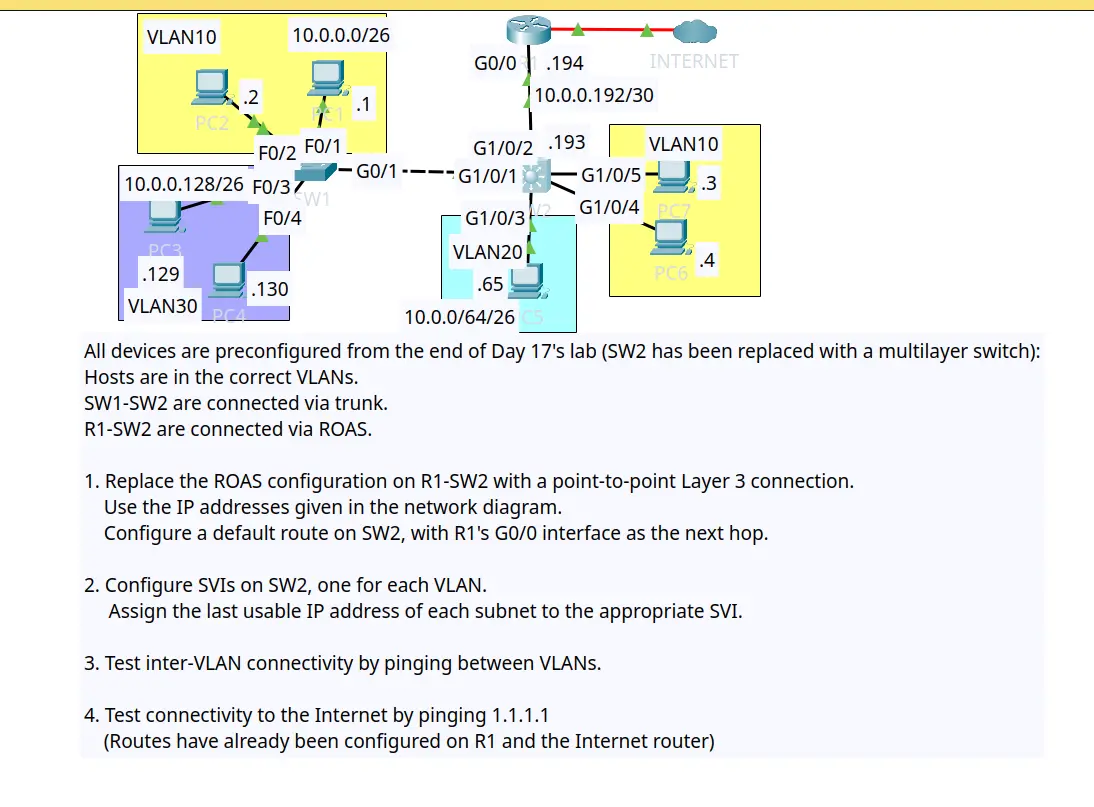 VLAN10
10.0.0.0/26
.2
PC2
.1
PC1
F0/2
F0/1
G0/0
R1
.194
INTERNET
10.0.0.192/30
G1/0/2
.193
VLAN10
10.0.0.128/26
F0/3
SW1
G0/1
G1/0/1
G1/0/5
.3
PC7
F0/4
G1/0/3
G1/0/4
PC3
.129
VLAN30
.130
PC4
VLAN20
.65
10.0.0/64/26
.4
PC6
All devices are preconfigured from the end of Day 17's lab (SW2 has been replaced with a multilayer switch):
Hosts are in the correct VLANs.
SW1-SW2 are connected via trunk.
R1-SW2 are connected via ROAS.
1. Replace the ROAS configuration on R1-SW2 with a point-to-point Layer 3 connection.
Use the IP addresses given in the network diagram.
Configure a default route on SW2, with R1's G0/0 interface as the next hop.
2. Configure SVIs on SW2, one for each VLAN.
Assign the last usable IP address of each subnet to the appropriate SVI.
3. Test inter-VLAN connectivity by pinging between VLANs.
4. Test connectivity to the Internet by pinging 1.1.1.1
(Routes have already been configured on R1 and the Internet router)